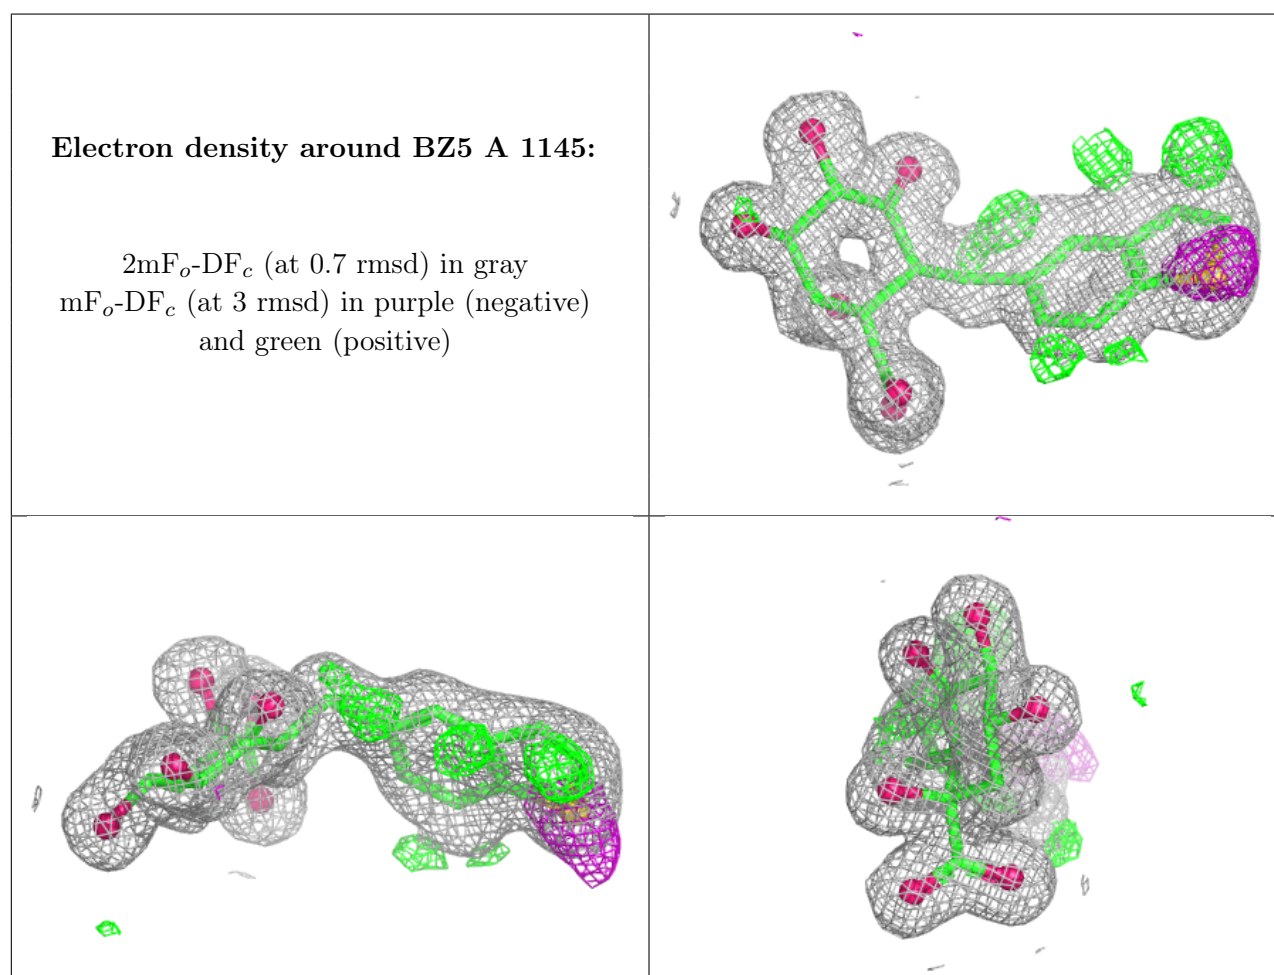 Electron density around BZ5 A 1145:
2mFo-DFc (at 0.7 rmsd) in gray
mFo-DFc (at 3 rmsd) in purple (negative)
and green (positive)